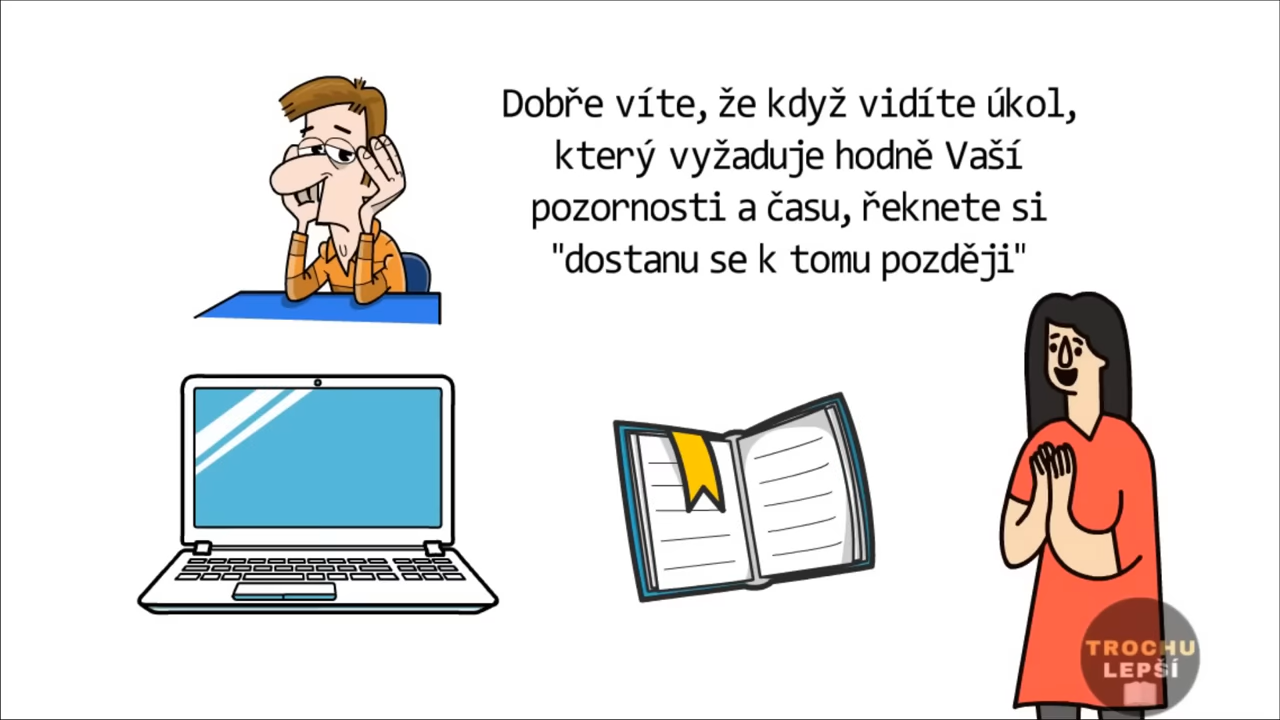 Dobře víte, že když vidíte úkol,
který vyžaduje hodně Vaší
pozornosti a času, řeknete si
"dostanu se k tomu později"
TROCHU
LEPŠÍ